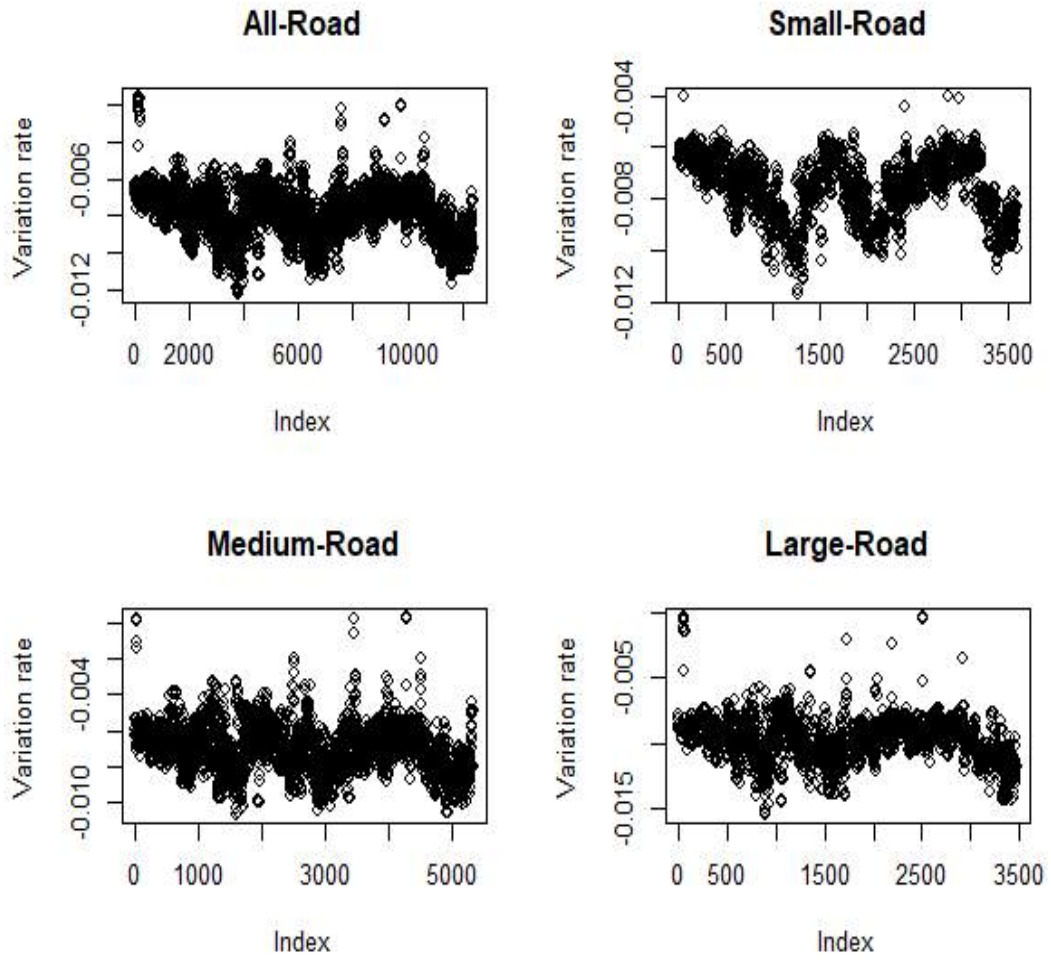 All-Road
Variation rate
-0.006
-0.012
0 2000 6000 10000
Index
Small-Road
Variation rate
-0.004
-0.008
-0.012
0 500 1500 2500 3500
Index
Medium-Road
Variation rate
-0.004
-0.010
0 1000 3000 5000
Index
Large-Road
Variation rate
-0.005
-0.015
0 500 1500 2500 3500
Index